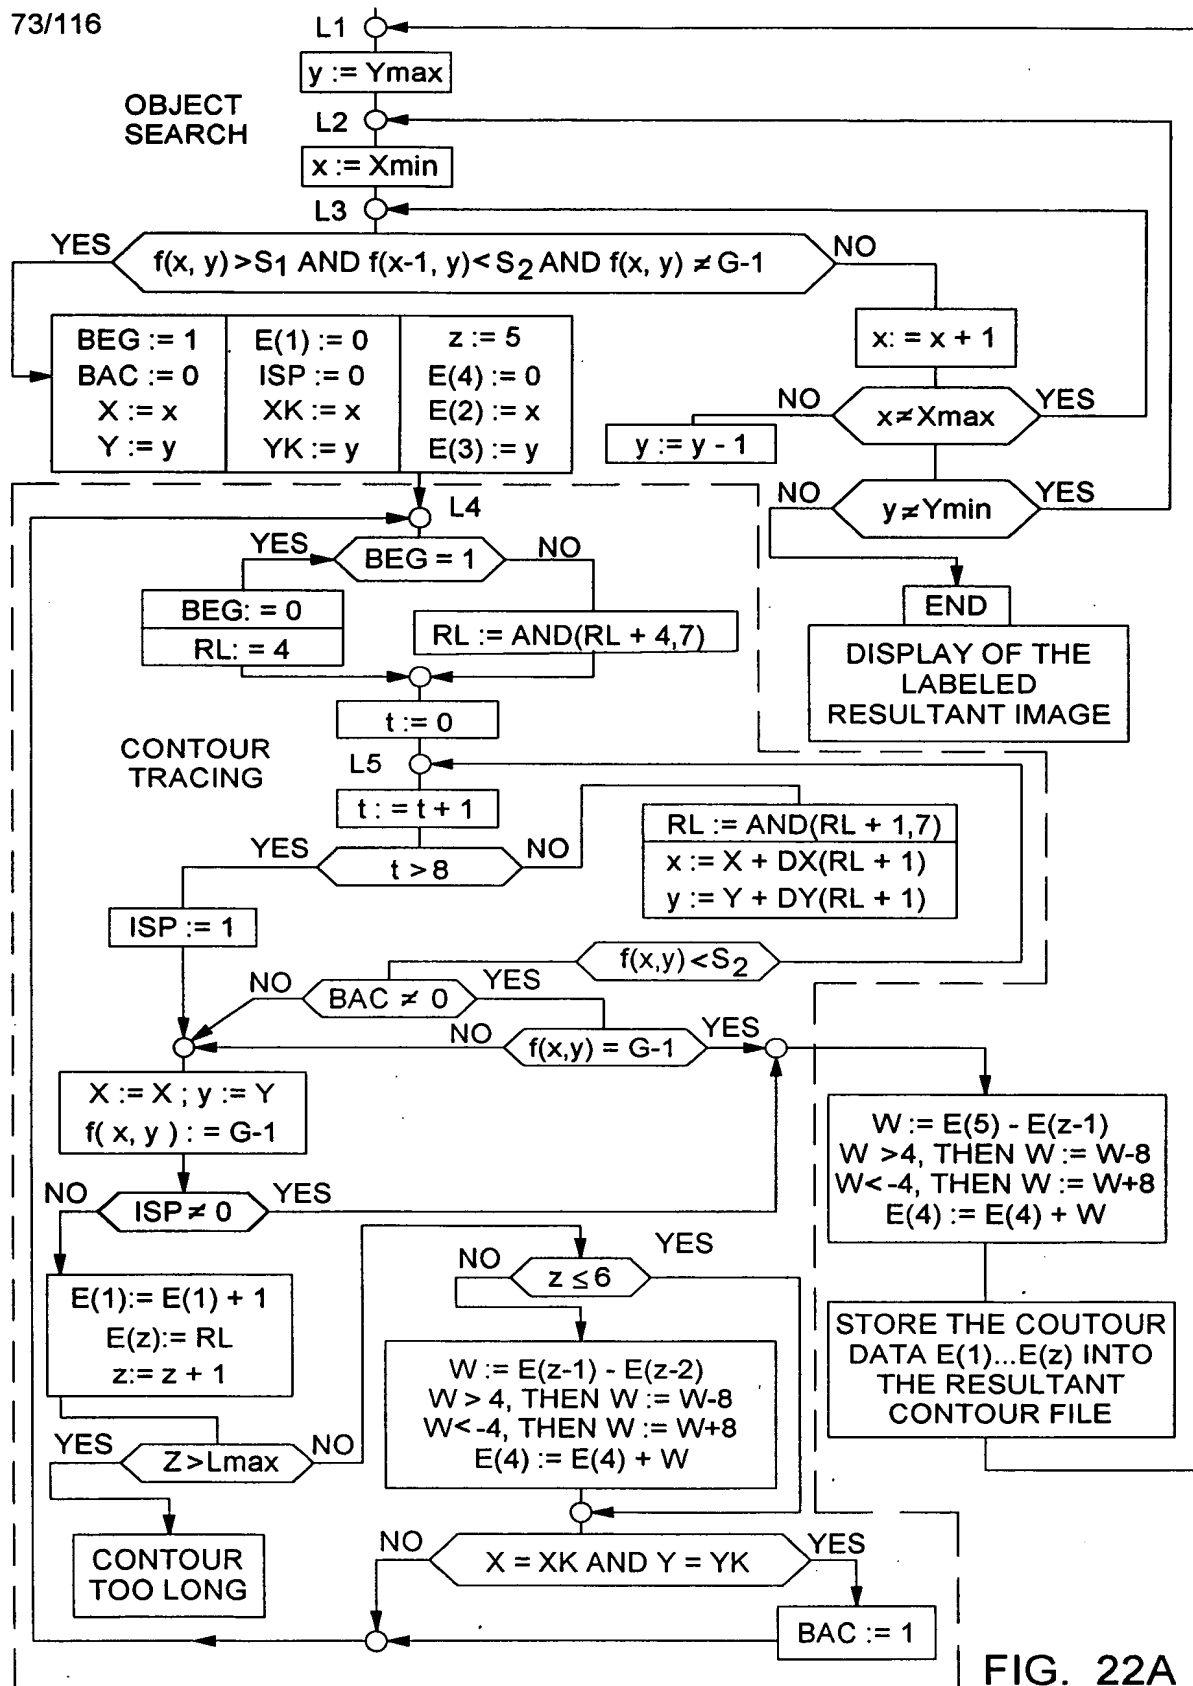 73/116
L1
y := Ymax
OBJECT
SEARCH
L2
x := Xmin
L3
YES
f(x, y) >S1 AND f(x-1, y)<S2 AND f(x, y) ≠ G-1
NO
BEG := 1
BAC := 0
X := x
Y := y
E(1) := 0
ISP := 0
XK := x
YK := y
z := 5
E(4) := 0
E(2) := x
E(3) := y
x: = x + 1
NO
x≠Xmax
YES
y := y - 1
NO
y≠Ymin
YES
END
DISPLAY OF THE
LABELED
RESULTANT IMAGE
L4
YES
BEG = 1
NO
BEG: = 0
RL: = 4
RL := AND(RL + 4,7)
t := 0
CONTOUR
TRACING
L5
t : = t + 1
YES
t > 8
NO
RL := AND(RL + 1,7)
x := X + DX(RL + 1)
y := Y + DY(RL + 1)
ISP := 1
f(x,y) <S2
NO
BAC ≠ 0
YES
NO
f(x,y) = G-1
YES
X := X ; y := Y
f( x, y ) : = G-1
NO
ISP ≠ 0
YES
W := E(5) - E(z-1)
W >4, THEN W := W-8
W<-4, THEN W := W+8
E(4) := E(4) + W
STORE THE COUTOUR
DATA E(1)...E(z) INTO
THE RESULTANT
CONTOUR FILE
E(1):= E(1) + 1
E(z):= RL
z:= z + 1
YES
Z>Lmax
NO
CONTOUR
TOO LONG
NO
z ≤ 6
YES
W := E(z-1) - E(z-2)
W > 4, THEN W := W-8
W<-4, THEN W := W+8
E(4) := E(4) + W
NO
X = XK AND Y = YK
YES
BAC := 1
FIG. 22A